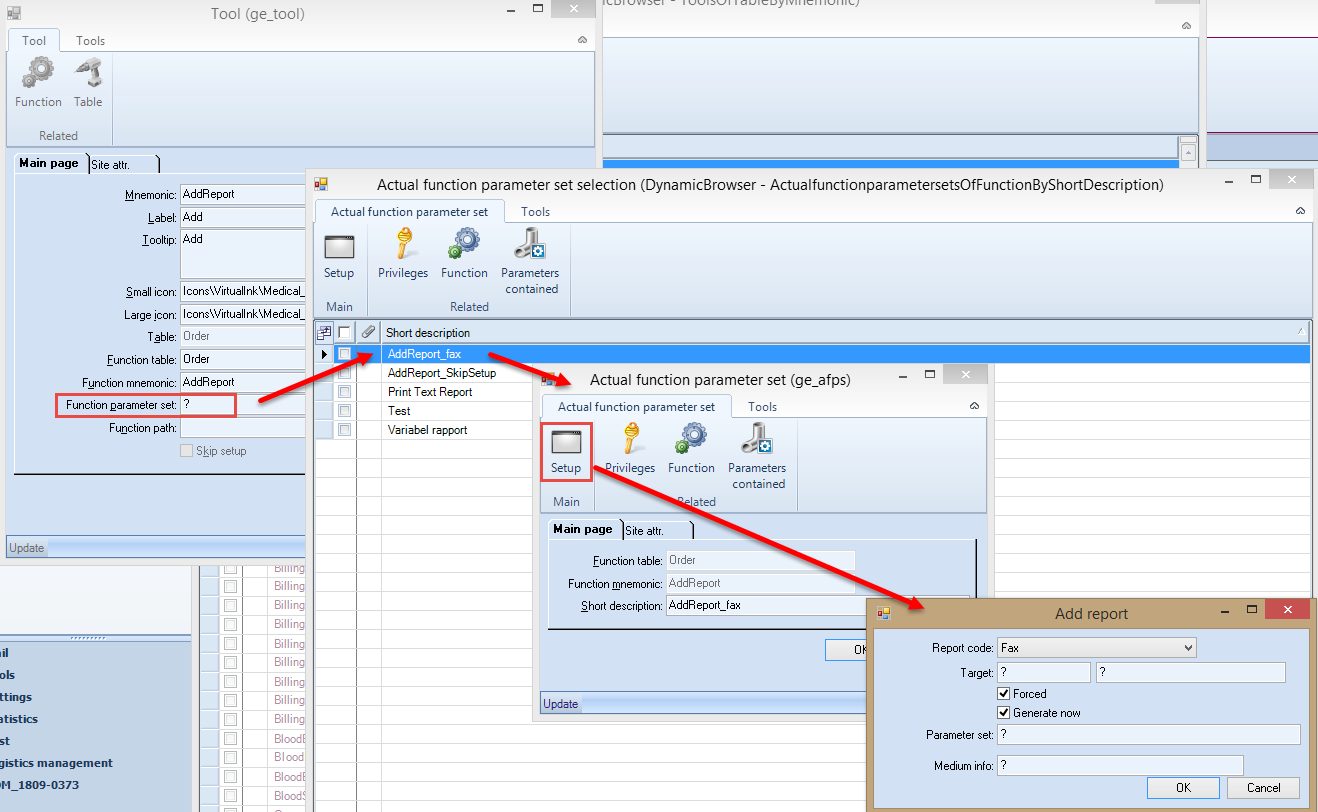 Tool (ge_tool)
Tool Tools
Function Table
Related
Main page Site attr.
Mnemonic: AddReport
Label: Add
Tooltip: Add
Small icon: Icons\VirtualInk\Medical_
Large icon: Icons\VirtualInk\Medical_
Table: Order
Function table: Order
Function mnemonic: AddReport
Function parameter set: ?
Function path:
Skip setup
Update
Actual function parameter set selection (DynamicBrowser - ActualfunctionparametersetsOfFunctionByShortDescription)
Actual function parameter set Tools
Setup Privileges Function Parameters
contained
Main Related
Short description
AddReport_fax
AddReport_SkipSetup
Print Text Report
Test
Variabel rapport
Actual function parameter set (ge_afps)
Actual function parameter set Tools
Setup Privileges Function Parameters
contained
Main Related
Main page Site attr.
Function table: Order
Function mnemonic: AddReport
Short description: AddReport_fax
OK
Update
Add report
Report code: Fax
Target: ? ?
Forced
Generate now
Parameter set: ?
Medium info: ?
OK Cancel
Billing
Billing
Billing
Billing
Billing
Billing
Billing
Billing
Billing
BloodB
Blood
BloodB
BloodS
il
ols
ttings
atistics
st
gistics management
OM_1809-0373